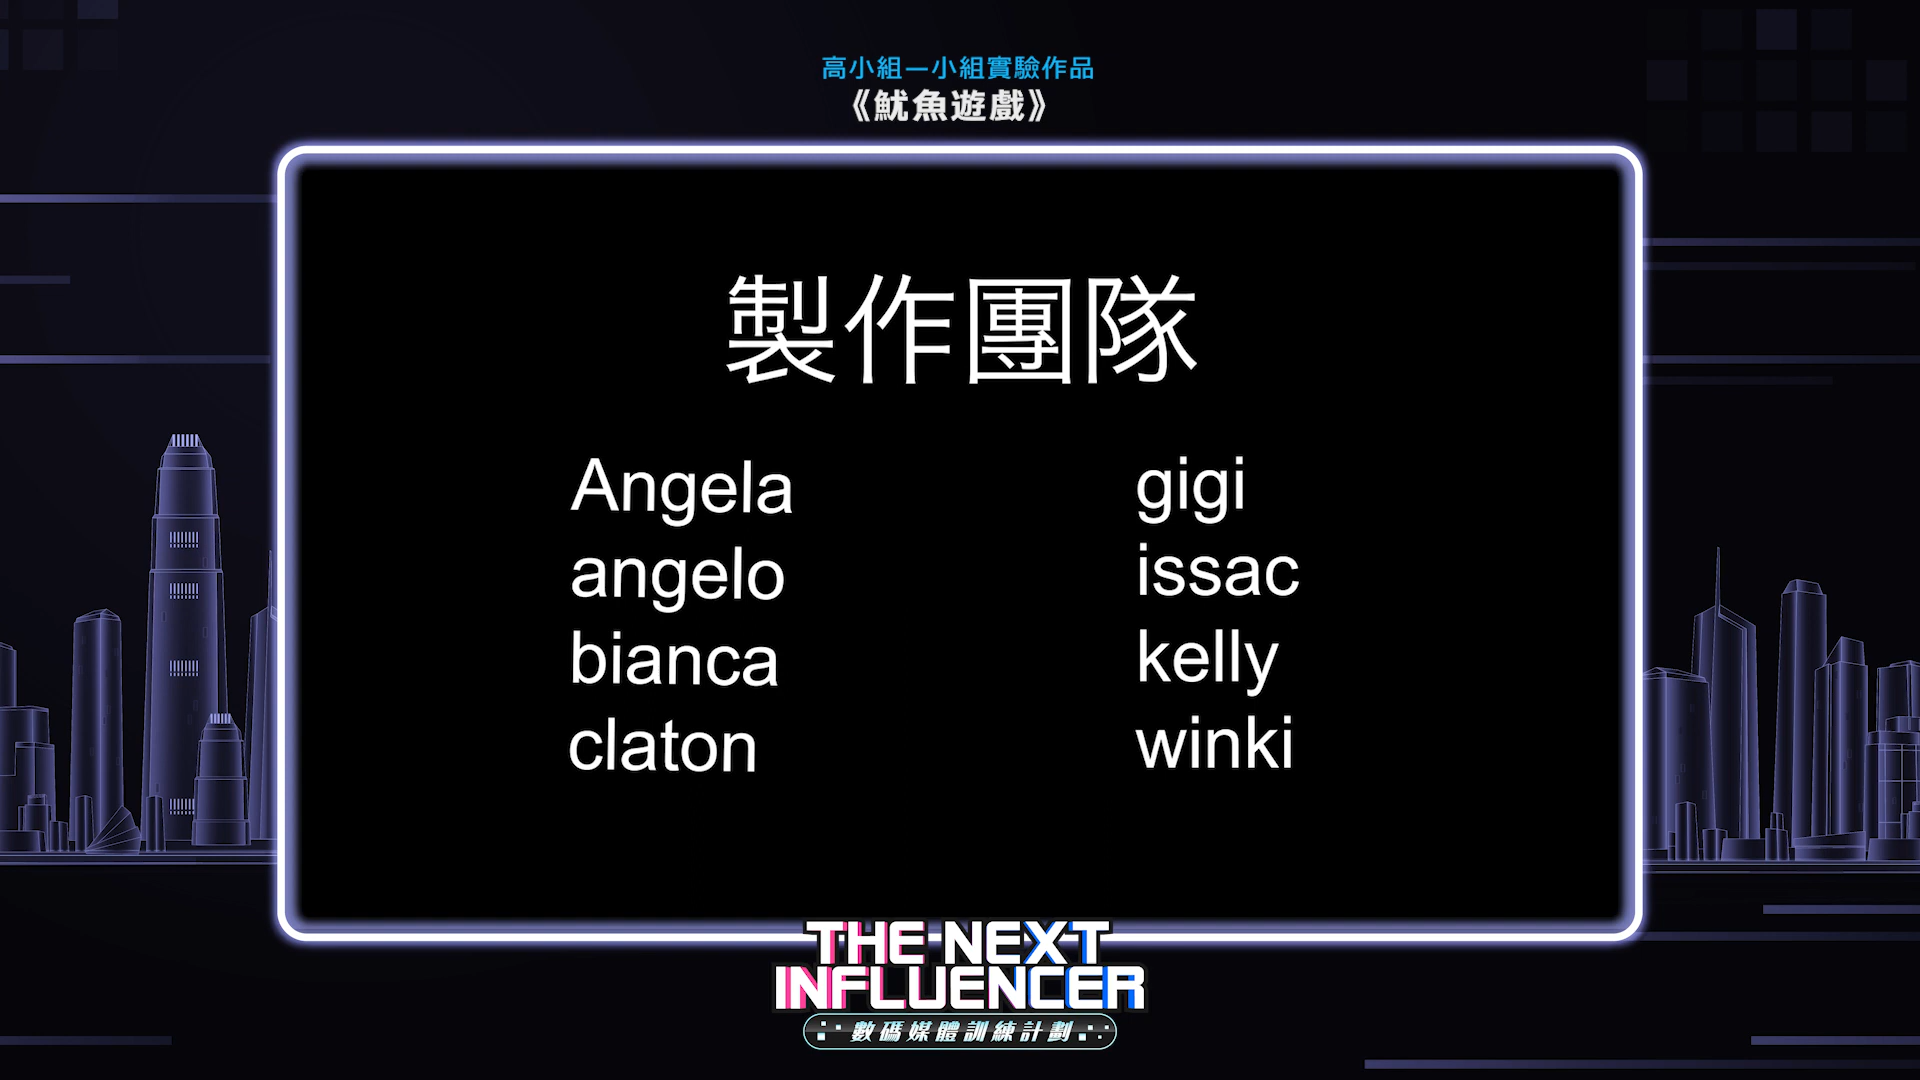 高小組—小組實驗作品
《魷魚遊戲》
製作團隊
Angela
angelo
bianca
claton
gigi
issac
kelly
winki
THE NEXT
INFLUENCER
數碼媒體訓練計劃